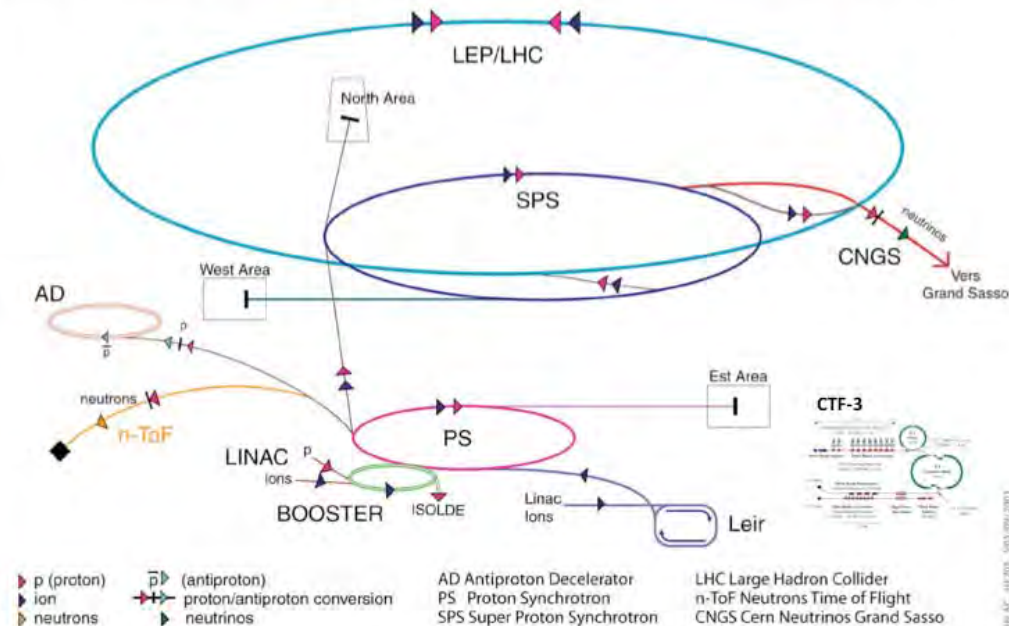 LEP/LHC
North Area
SPS
neutrinos
CNGS
Vers
Grand Sasso
West Area
AD
p
p̅
neutrons
n-ToF
Est Area
CTF-3
PS
LINAC
p
ions
BOOSTER
ISOLDE
Linac
Ions
Leir
p (proton)
ion
neutrons
p̅ (antiproton)
proton/antiproton conversion
neutrinos
AD Antiproton Decelerator
PS Proton Synchrotron
SPS Super Proton Synchrotron
LHC Large Hadron Collider
n-ToF Neutrons Time of Flight
CNGS Cern Neutrinos Grand Sasso